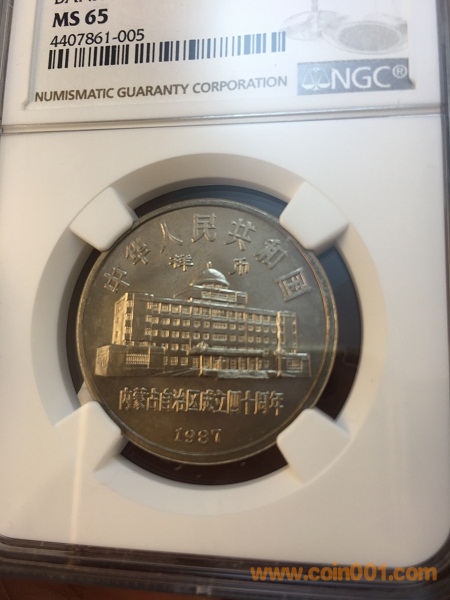 MS 65
4407861-005
NUMISMATIC GUARANTY CORPORATION
NGC®
中华人民共和国
样币
内蒙古自治区成立四十周年
1987
www.coin001.com